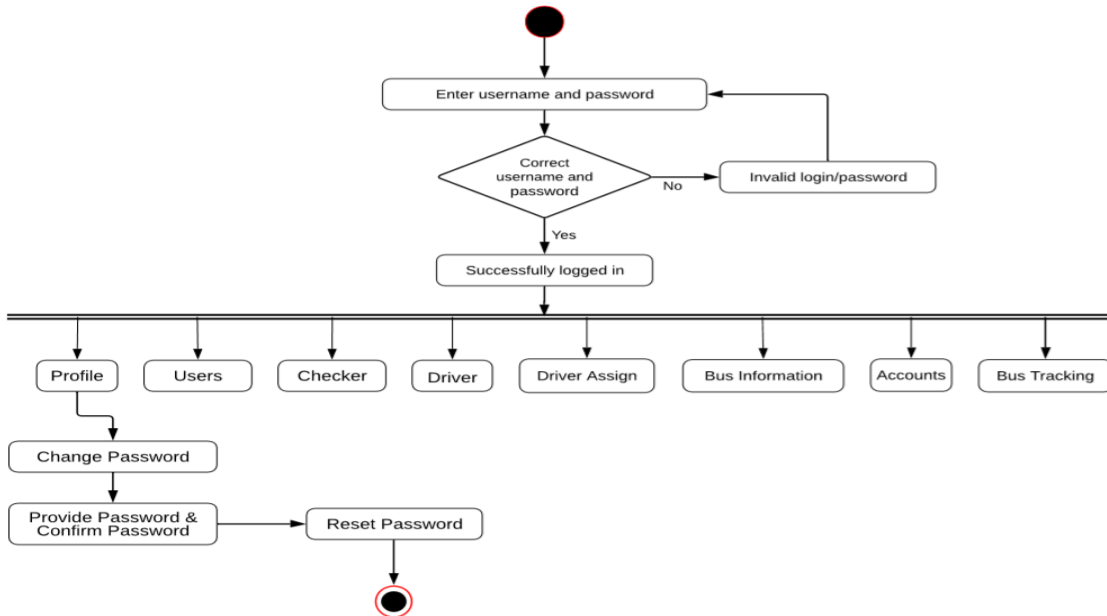 Enter username and password
Correct
username and
password
No
Invalid login/password
Yes
Successfully logged in
Profile
Users
Checker
Driver
Driver Assign
Bus Information
Accounts
Bus Tracking
Change Password
Provide Password &
Confirm Password
Reset Password